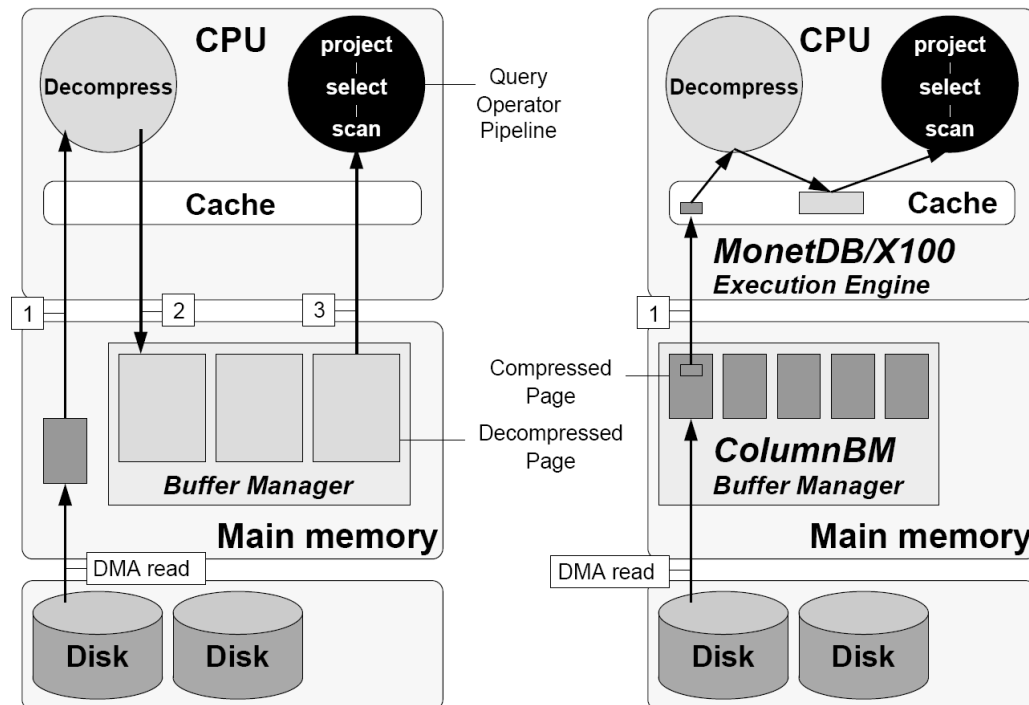 CPU
Decompress
project
select
scan
Query
Operator
Pipeline
Cache
1
2
3
Buffer Manager
Main memory
DMA read
Disk
Disk
Compressed
Page
Decompressed
Page
CPU
Decompress
project
select
scan
Cache
MonetDB/X100
Execution Engine
1
ColumnBM
Buffer Manager
Main memory
DMA read
Disk
Disk